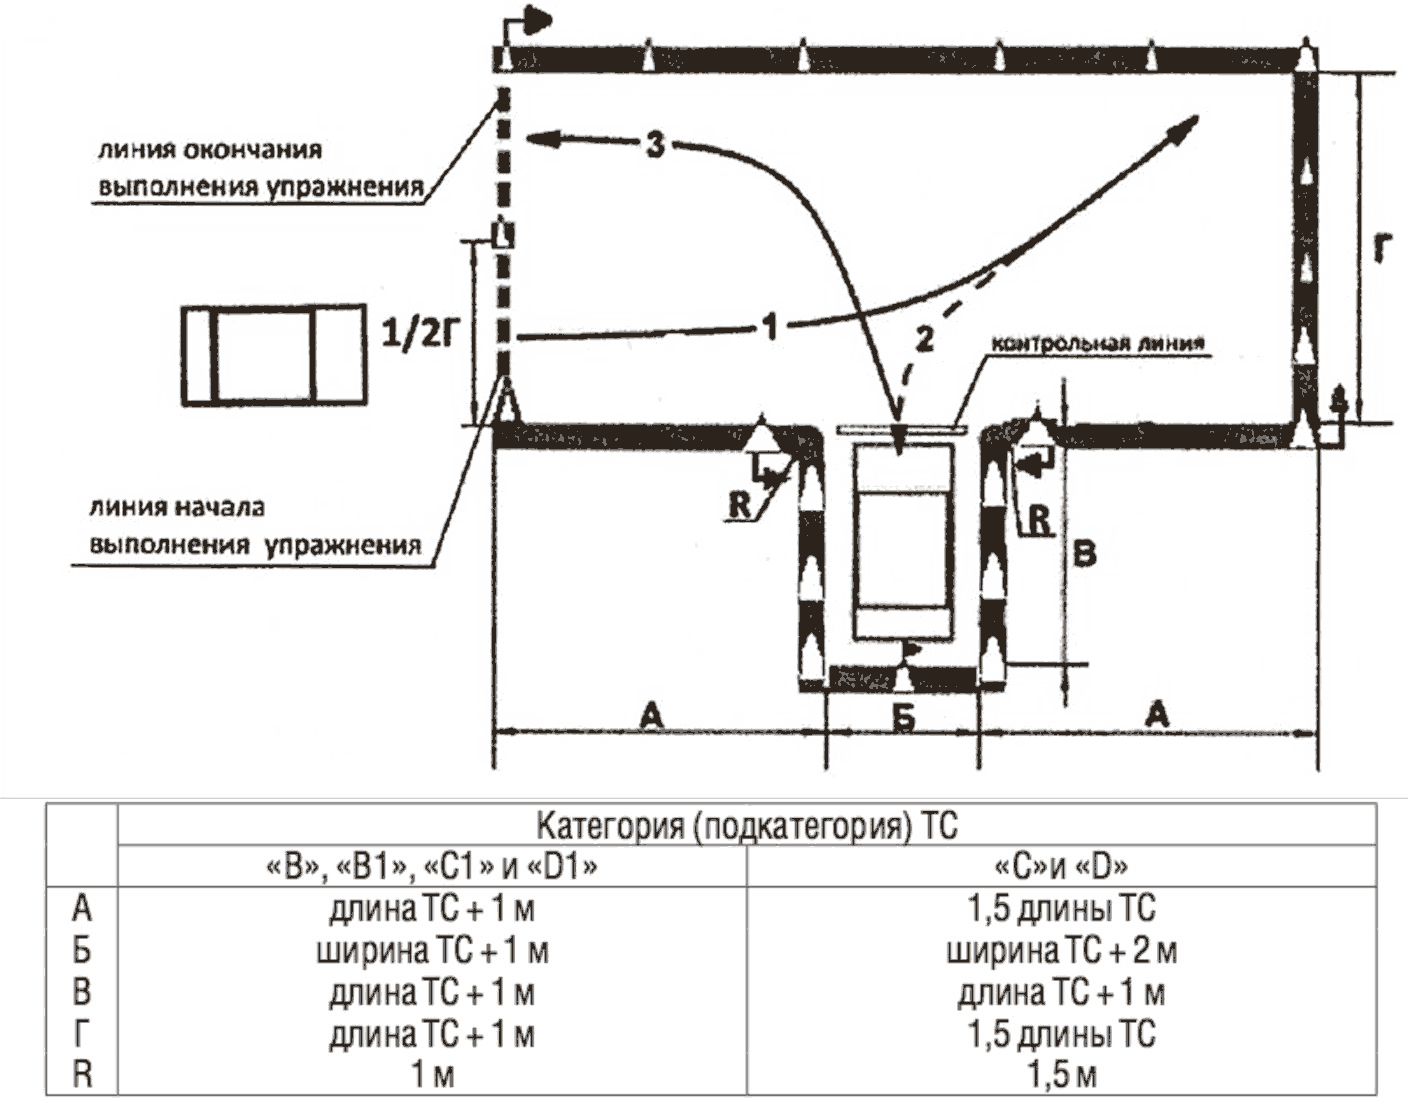 линия окончания
выполнения упражнения
3
Г
1/2Г
1
2
контрольная линия
R
R
линия начала
выполнения упражнения
В
А
Б
А
Категория (подкатегория) ТС
«В», «В1», «С1» и «D1»
«С»и «D»
А длина ТС + 1 м 1,5 длины ТС
Б ширина ТС + 1 м ширина ТС + 2 м
В длина ТС + 1 м длина ТС + 1 м
Г длина ТС + 1 м 1,5 длины ТС
R 1 м 1,5 м